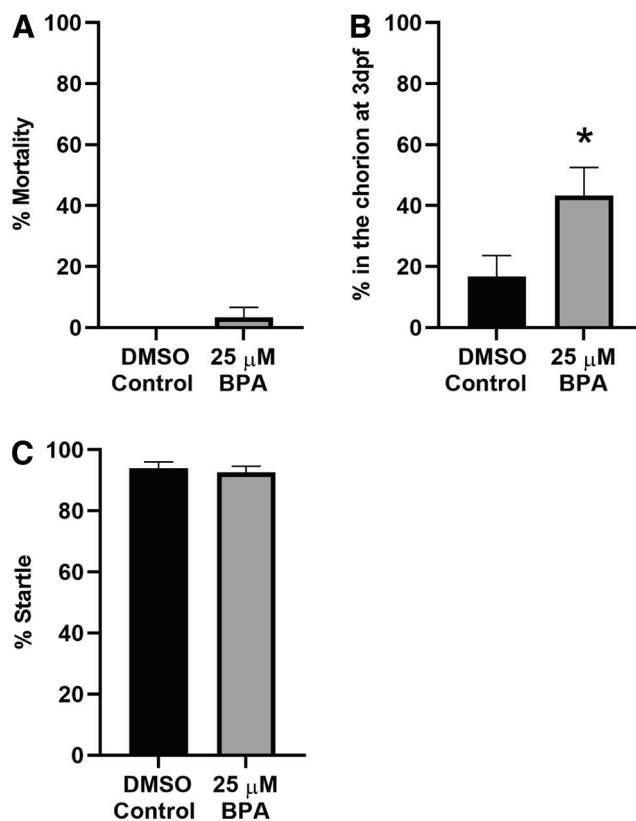 A
% Mortality
100
80
60
40
20
0
DMSO
Control
25 μM
BPA
B
% in the chorion at 3dpf
100
80
60
40
20
0
*
DMSO
Control
25 μM
BPA
C
% Startle
100
80
60
40
20
0
DMSO
Control
25 μM
BPA